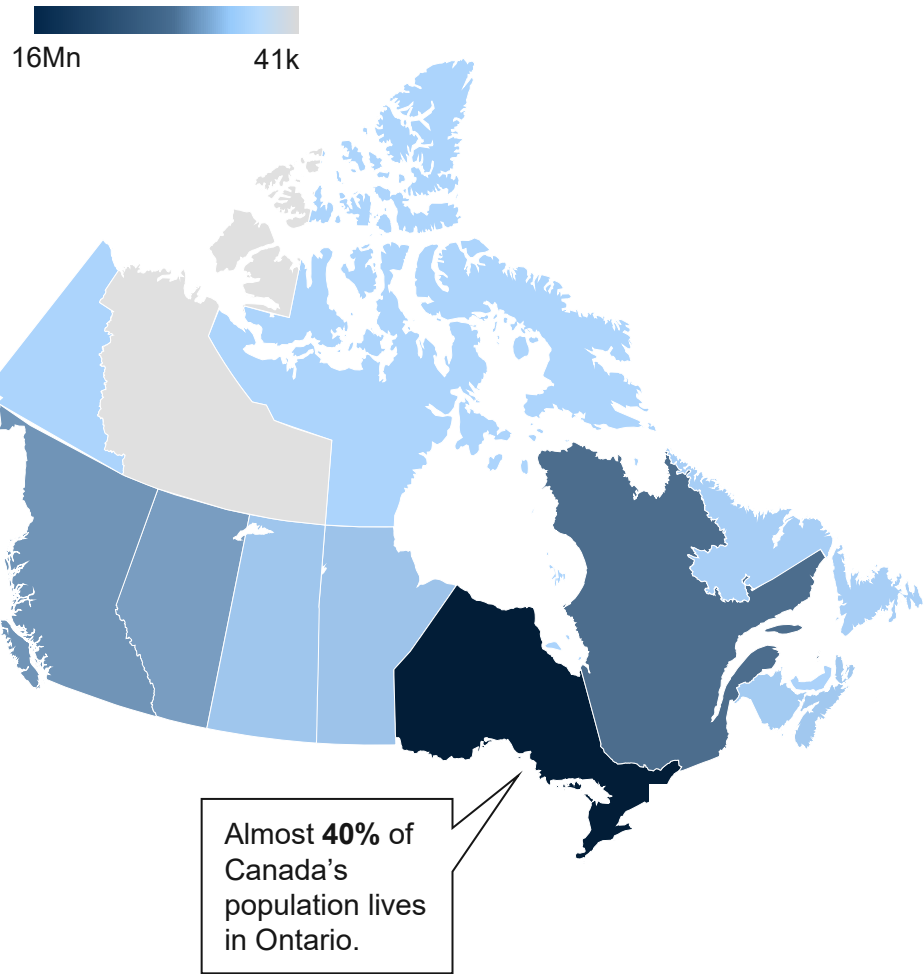 16Mn
41k
Almost 40% of
Canada’s
population lives
in Ontario.